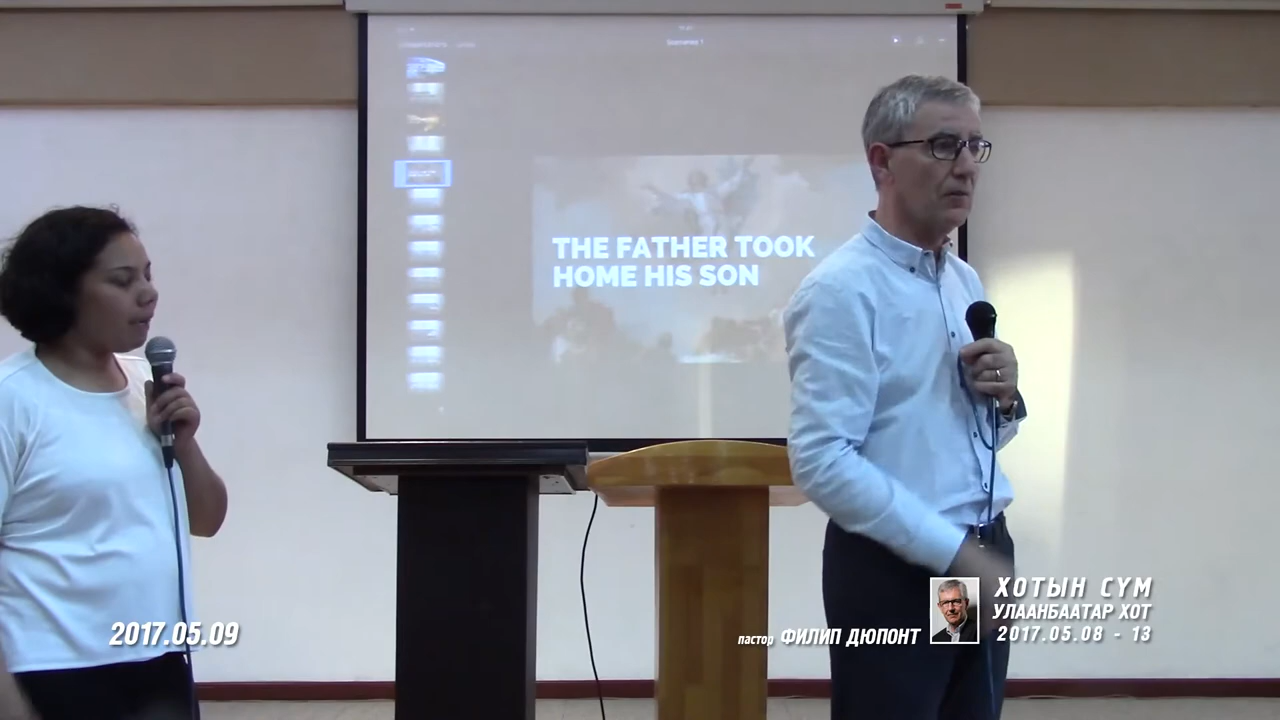 THE FATHER TOOK
HOME HIS SON
2017.05.09
пастор ФИЛИП ДЮПОНТ
ХОТЫН СҮМ
УЛААНБААТАР ХОТ
2017.05.08 - 13